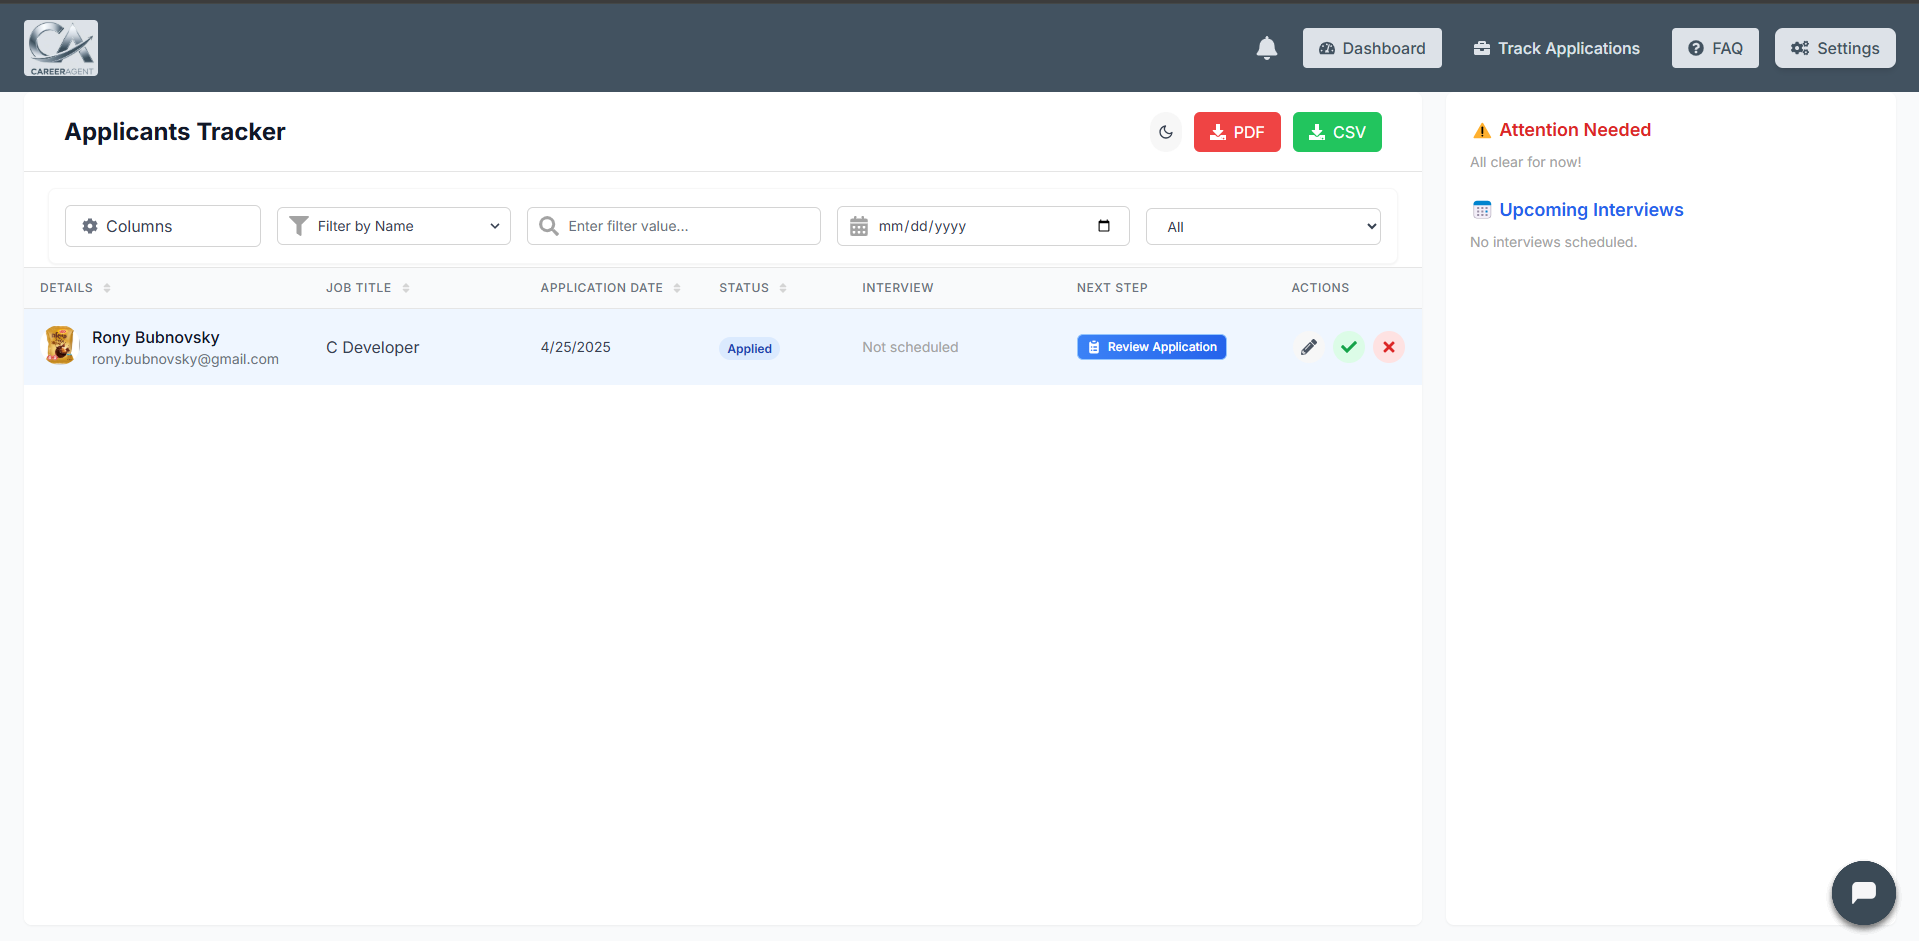 CA
CAREERAGENT
Dashboard
Track Applications
FAQ
Settings
Applicants Tracker
PDF
CSV
Columns
Filter by Name
Enter filter value...
mm/dd/yyyy
All
DETAILS
JOB TITLE
APPLICATION DATE
STATUS
INTERVIEW
NEXT STEP
ACTIONS
Rony Bubnovsky
rony.bubnovsky@gmail.com
C Developer
4/25/2025
Applied
Not scheduled
Review Application
Attention Needed
All clear for now!
Upcoming Interviews
No interviews scheduled.